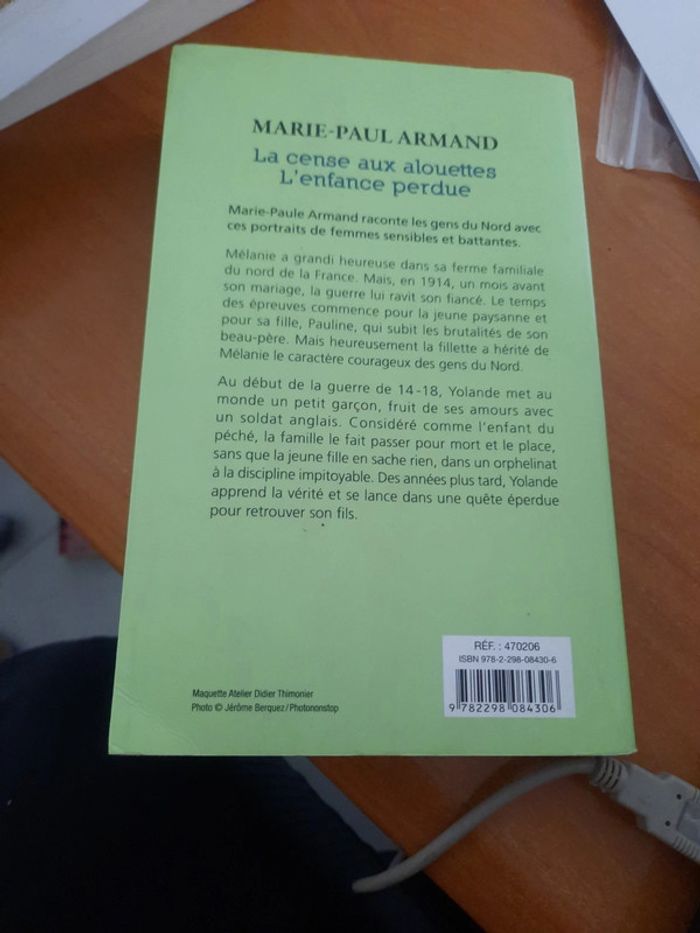 MARIE-PAUL ARMAND
La cense aux alouettes
L'enfance perdue
Marie-Paule Armand raconte les gens du Nord avec
ces portraits de femmes sensibles et battantes.
Mélanie a grandi heureuse dans sa ferme familiale
du nord de la France. Mais, en 1914, un mois avant
son mariage, la guerre lui ravit son fiancé. Le temps
des épreuves commence pour la jeune paysanne et
pour sa fille, Pauline, qui subit les brutalités de son
beau-père. Mais heureusement la fillette a hérité de
Mélanie le caractère courageux des gens du Nord.
Au début de la guerre de 14-18, Yolande met au
monde un petit garçon, fruit de ses amours avec
un soldat anglais. Considéré comme l'enfant du
péché, la famille le fait passer pour mort et le place,
sans que la jeune fille en sache rien, dans un orphelinat
à la discipline impitoyable. Des années plus tard, Yolande
apprend la vérité et se lance dans une quête éperdue
pour retrouver son fils.
RÉF. : 470206
ISBN 978-2-298-08430-6
9 782298 084306
Maquette Atelier Didier Thimonier
Photo © Jérôme Berquez / Photononstop